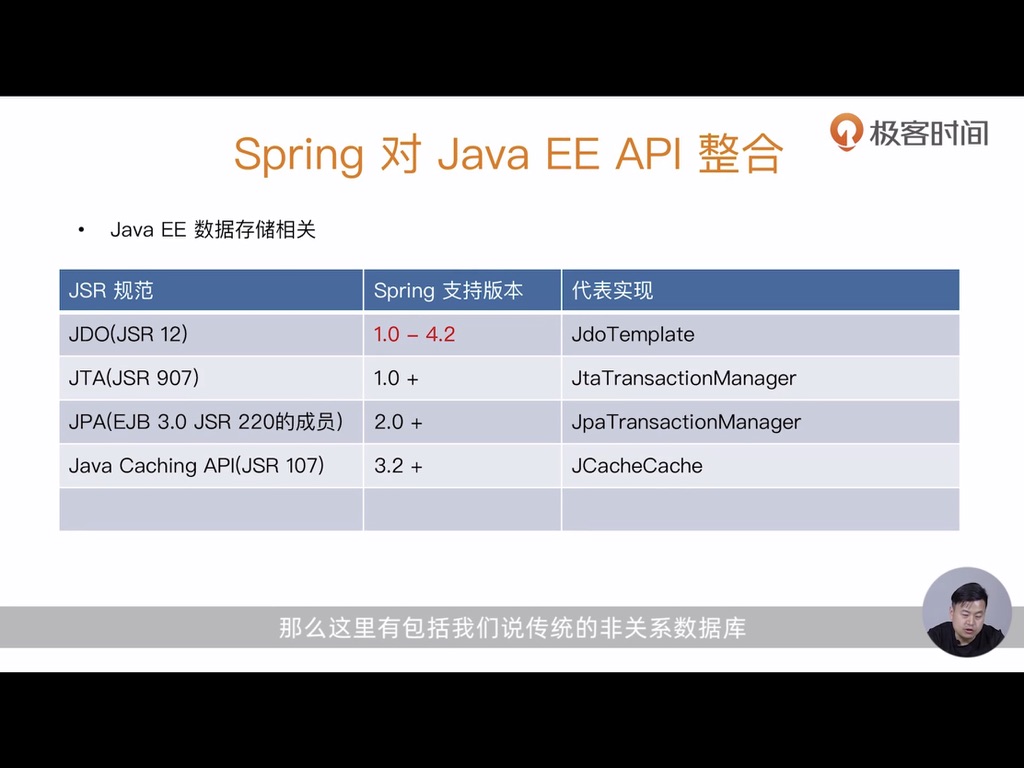 极客时间
Spring 对 Java EE API 整合
• Java EE 数据存储相关
JSR 规范 Spring 支持版本 代表实现
JDO(JSR 12) 1.0 – 4.2 JdoTemplate
JTA(JSR 907) 1.0 + JtaTransactionManager
JPA(EJB 3.0 JSR 220的成员) 2.0 + JpaTransactionManager
Java Caching API(JSR 107) 3.2 + JCacheCache
那么这里有包括我们说传统的非关系数据库